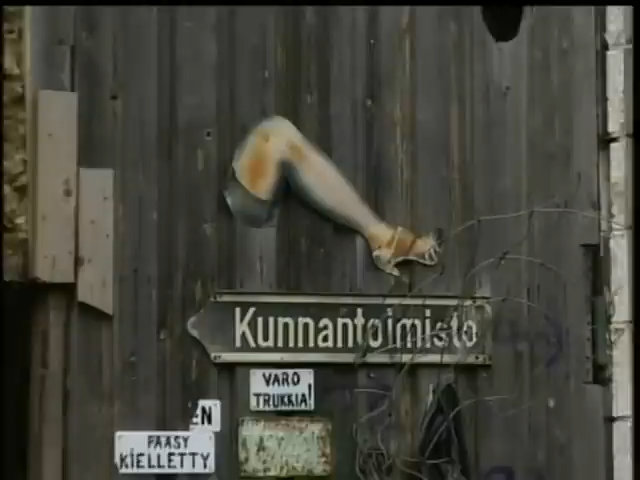 Kunnantoimisto
VARO
TRUKKIA!
EN
PÄÄSY
KIELLETTY